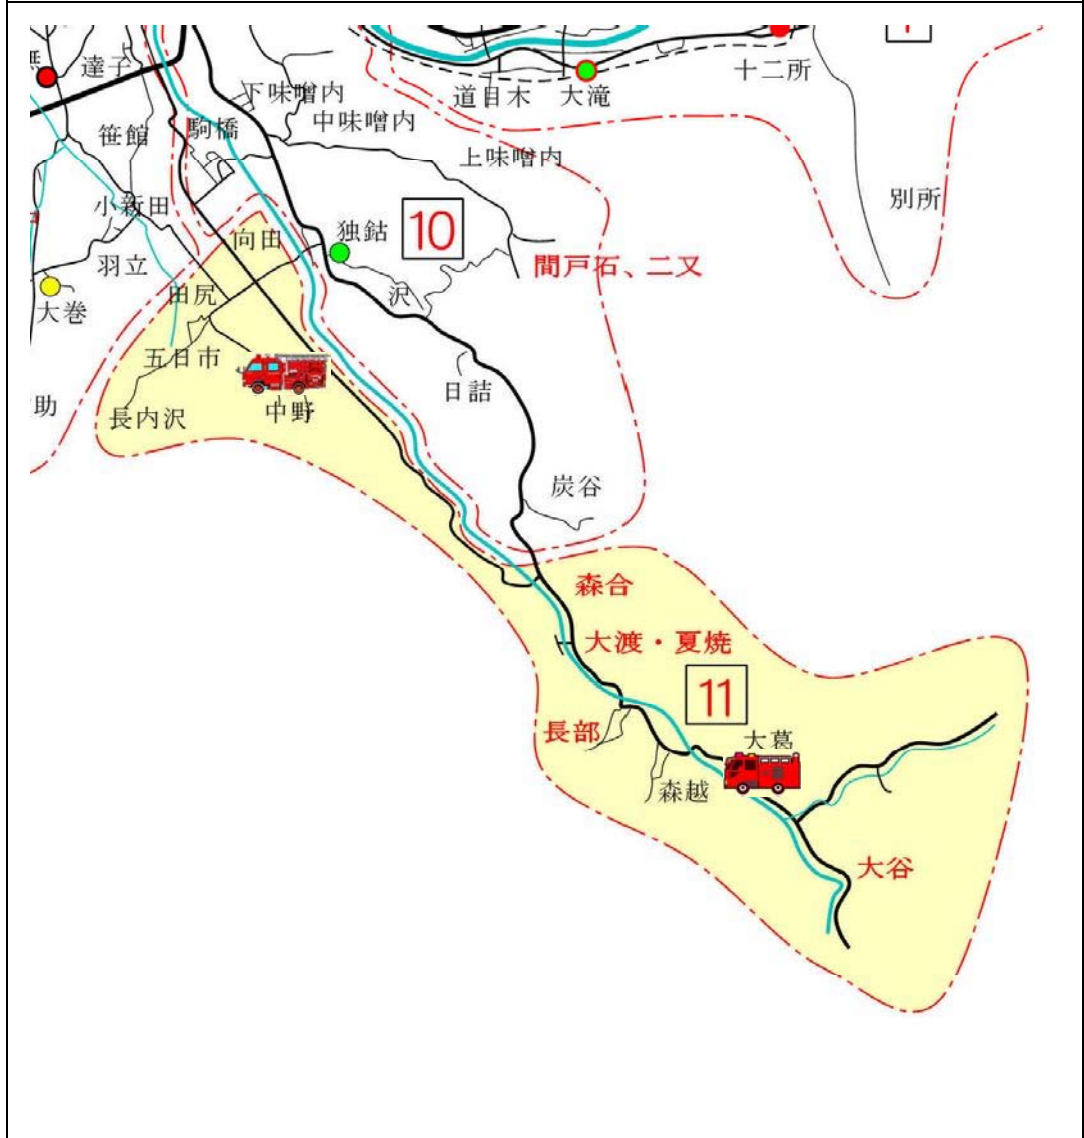 達子
十二所
道目木
大滝
下味噌内
中味噌内
笹館
駒橋
上味噌内
別所
小新田
独鈷
10
向田
羽立
間戸石、二又
田尻
沢
大巻
五日市
日詰
助
長内沢
中野
炭谷
森合
大渡・夏焼
11
長部
大葛
森越
大谷